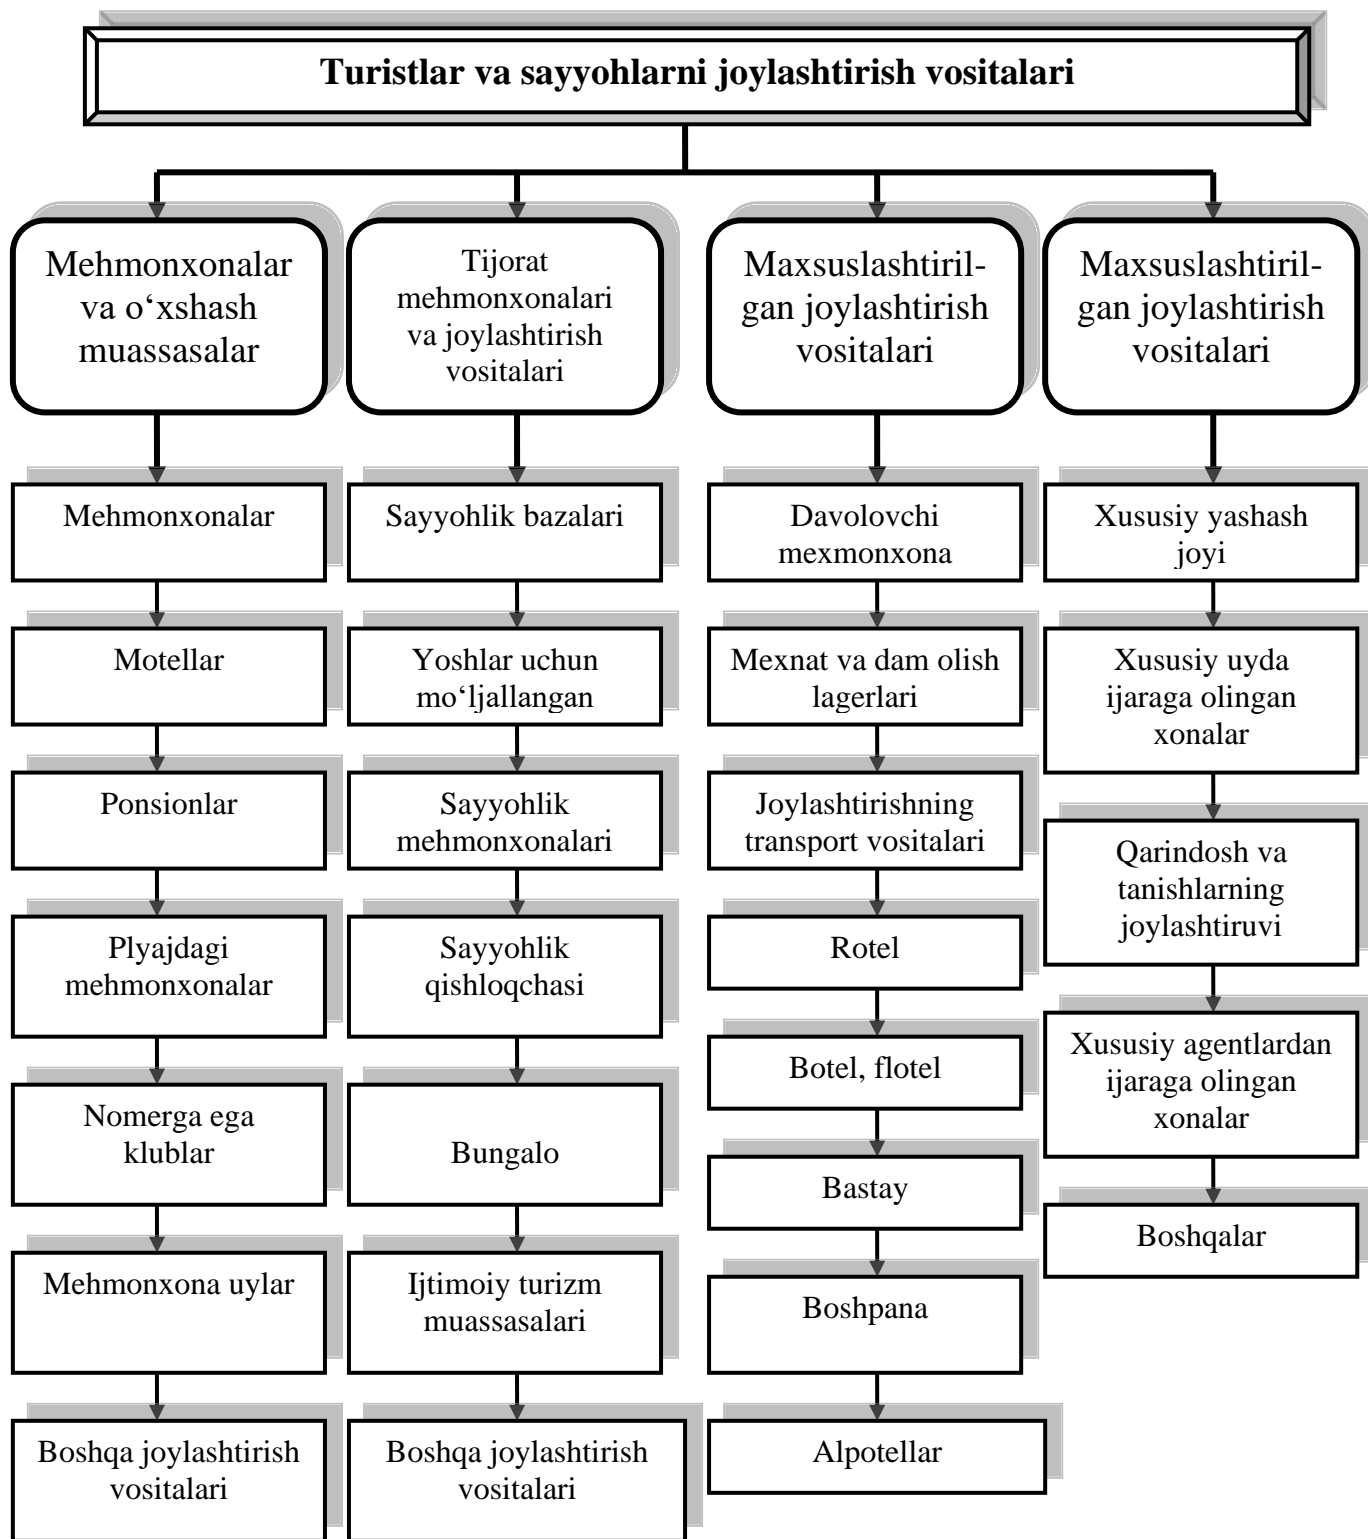 Turistlar va sayyohlarni joylashtirish vositalari
Mehmonxonalar
va o‘xshash
muassasalar
Mehmonxonalar
Motellar
Ponsionlar
Plyajdagi
mehmonxonalar
Nomerga ega
klublar
Mehmonxona uylar
Boshqa joylashtirish
vositalari
Tijorat
mehmonxonalari
va joylashtirish
vositalari
Sayyohlik bazalari
Yoshlar uchun
mo‘ljallangan
Sayyohlik
mehmonxonalari
Sayyohlik
qishloqchasi
Bungalo
Ijtimoiy turizm
muassasalari
Boshqa joylashtirish
vositalari
Maxsuslashtiril-
gan joylashtirish
vositalari
Davolovchi
mexmonxona
Mexnat va dam olish
lagerlari
Joylashtirishning
transport vositalari
Rotel
Botel, flotel
Bastay
Boshpana
Alpotellar
Maxsuslashtiril-
gan joylashtirish
vositalari
Xususiy yashash
joyi
Xususiy uyda
ijaraga olingan
xonalar
Qarindosh va
tanishlarning
joylashtiruvi
Xususiy agentlardan
ijaraga olingan
xonalar
Boshqalar